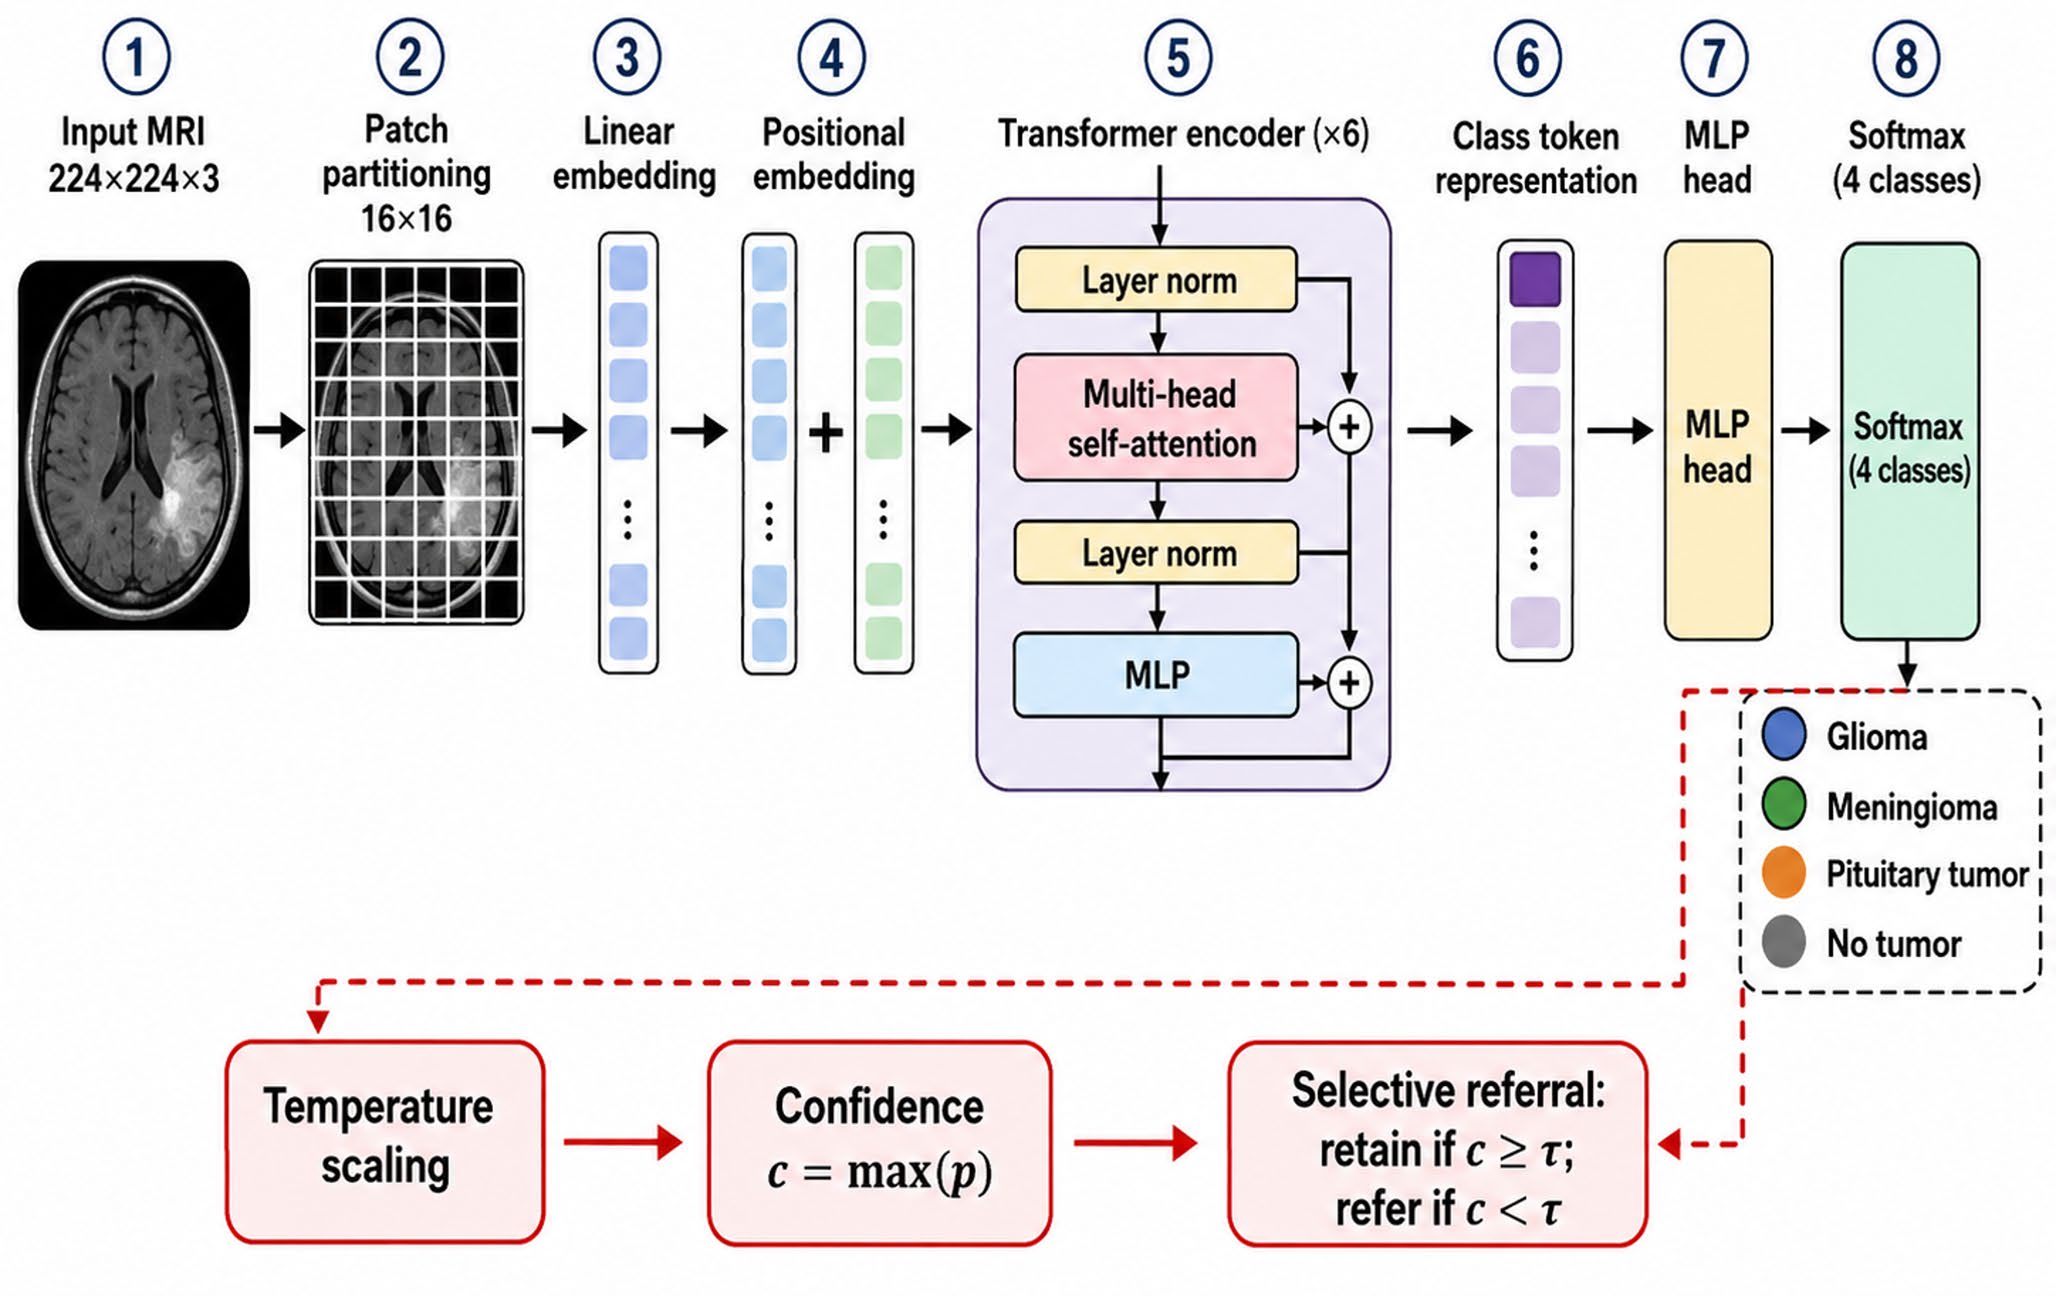 1
Input MRI
224×224×3
2
Patch
partitioning
16×16
3
Linear
embedding
4
Positional
embedding
+
5
Transformer encoder (×6)
Layer norm
Multi-head
self-attention
+
Layer norm
MLP
+
6
Class token
representation
7
MLP
head
MLP
head
8
Softmax
(4 classes)
Softmax
(4 classes)
Glioma
Meningioma
Pituitary tumor
No tumor
Temperature
scaling
Confidence
c = max(p)
Selective referral:
retain if c ≥ τ;
refer if c < τ